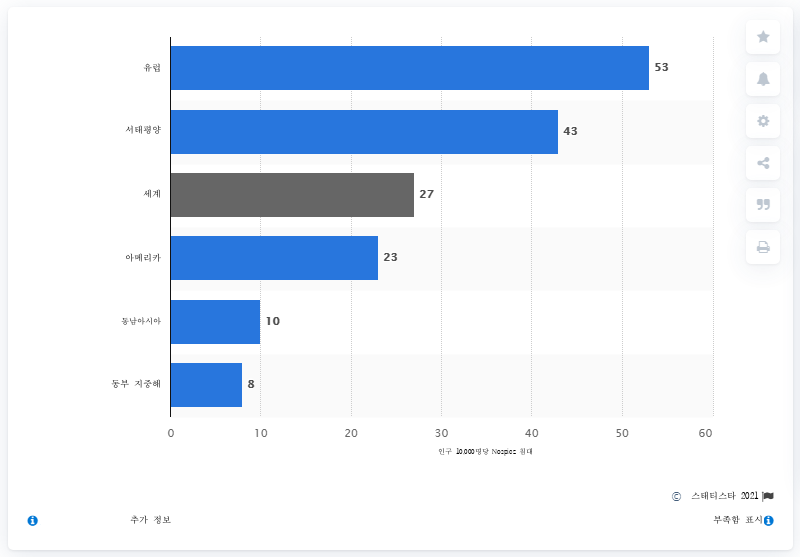 유럽
53
서태평양
43
세계
27
아메리카
23
동남아시아
10
동부 지중해
8
0 10 20 30 40 50 60
인구 10,000명당 침대
© 스태티스타 2021
추가 정보 부족함 표시